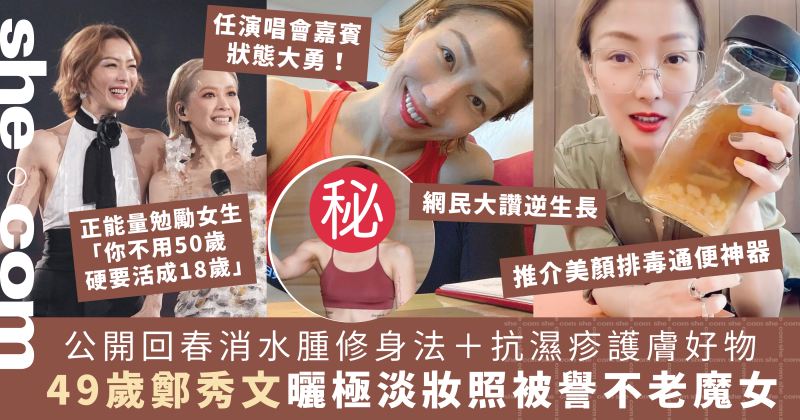 she.com
任演唱會嘉賓
狀態大勇！
正能量勉勵女生
「你不用50歲
硬要活成18歲」
秘
網民大讚逆生長
推介美顏排毒通便神器
公開回春消水腫修身法＋抗濕疹護膚好物
49歲鄭秀文曬極淡妝照被譽不老魔女